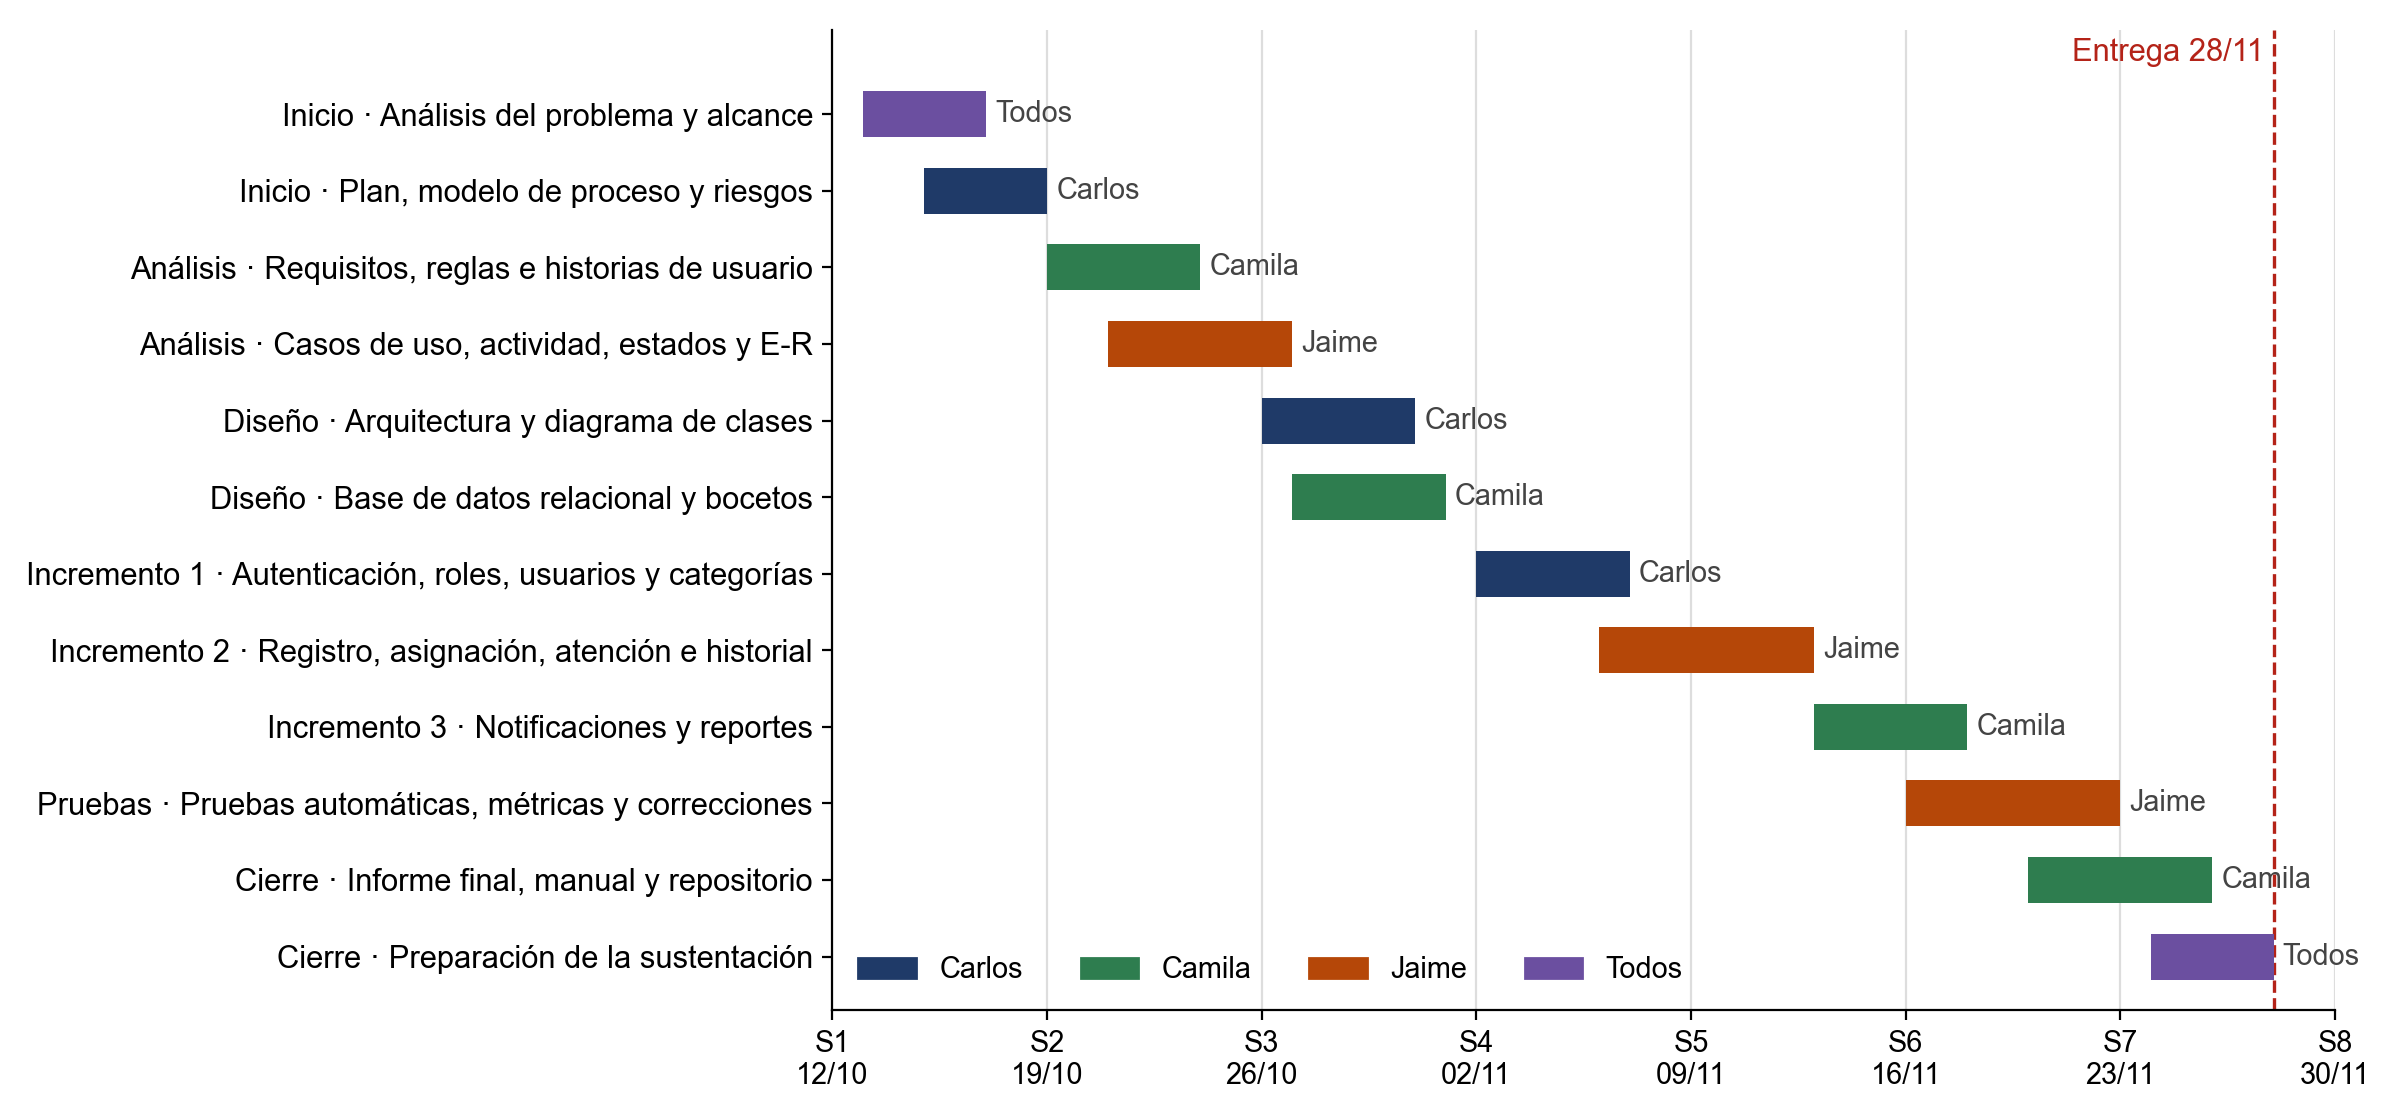 Entrega 28/11
Inicio · Análisis del problema y alcance
Todos
Inicio · Plan, modelo de proceso y riesgos
Carlos
Análisis · Requisitos, reglas e historias de usuario
Camila
Análisis · Casos de uso, actividad, estados y E-R
Jaime
Diseño · Arquitectura y diagrama de clases
Carlos
Diseño · Base de datos relacional y bocetos
Camila
Incremento 1 · Autenticación, roles, usuarios y categorías
Carlos
Incremento 2 · Registro, asignación, atención e historial
Jaime
Incremento 3 · Notificaciones y reportes
Camila
Pruebas · Pruebas automáticas, métricas y correcciones
Jaime
Cierre · Informe final, manual y repositorio
Camila
Cierre · Preparación de la sustentación
Todos
Carlos Camila Jaime Todos
S1 S2 S3 S4 S5 S6 S7 S8
12/10 19/10 26/10 02/11 09/11 16/11 23/11 30/11